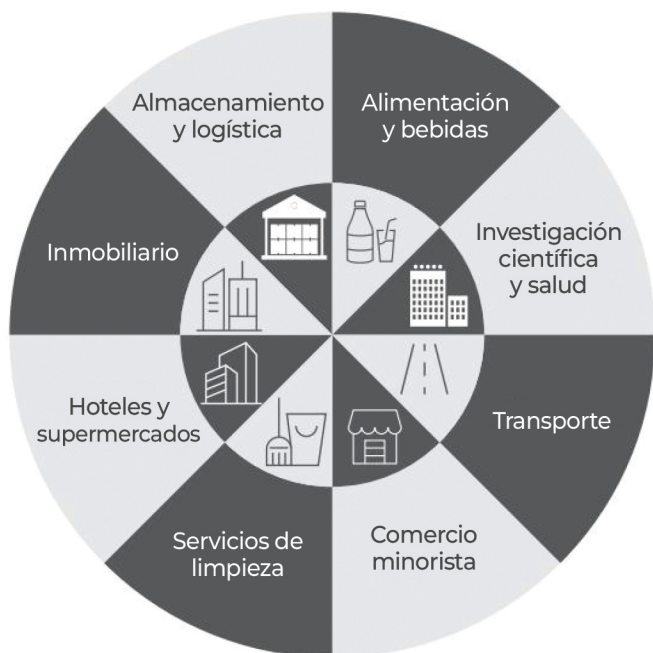 Almacenamiento
y logística
Alimentación
y bebidas
Investigación
científica
y salud
Transporte
Comercio
minorista
Servicios de
limpieza
Hoteles y
supermercados
Inmobiliario